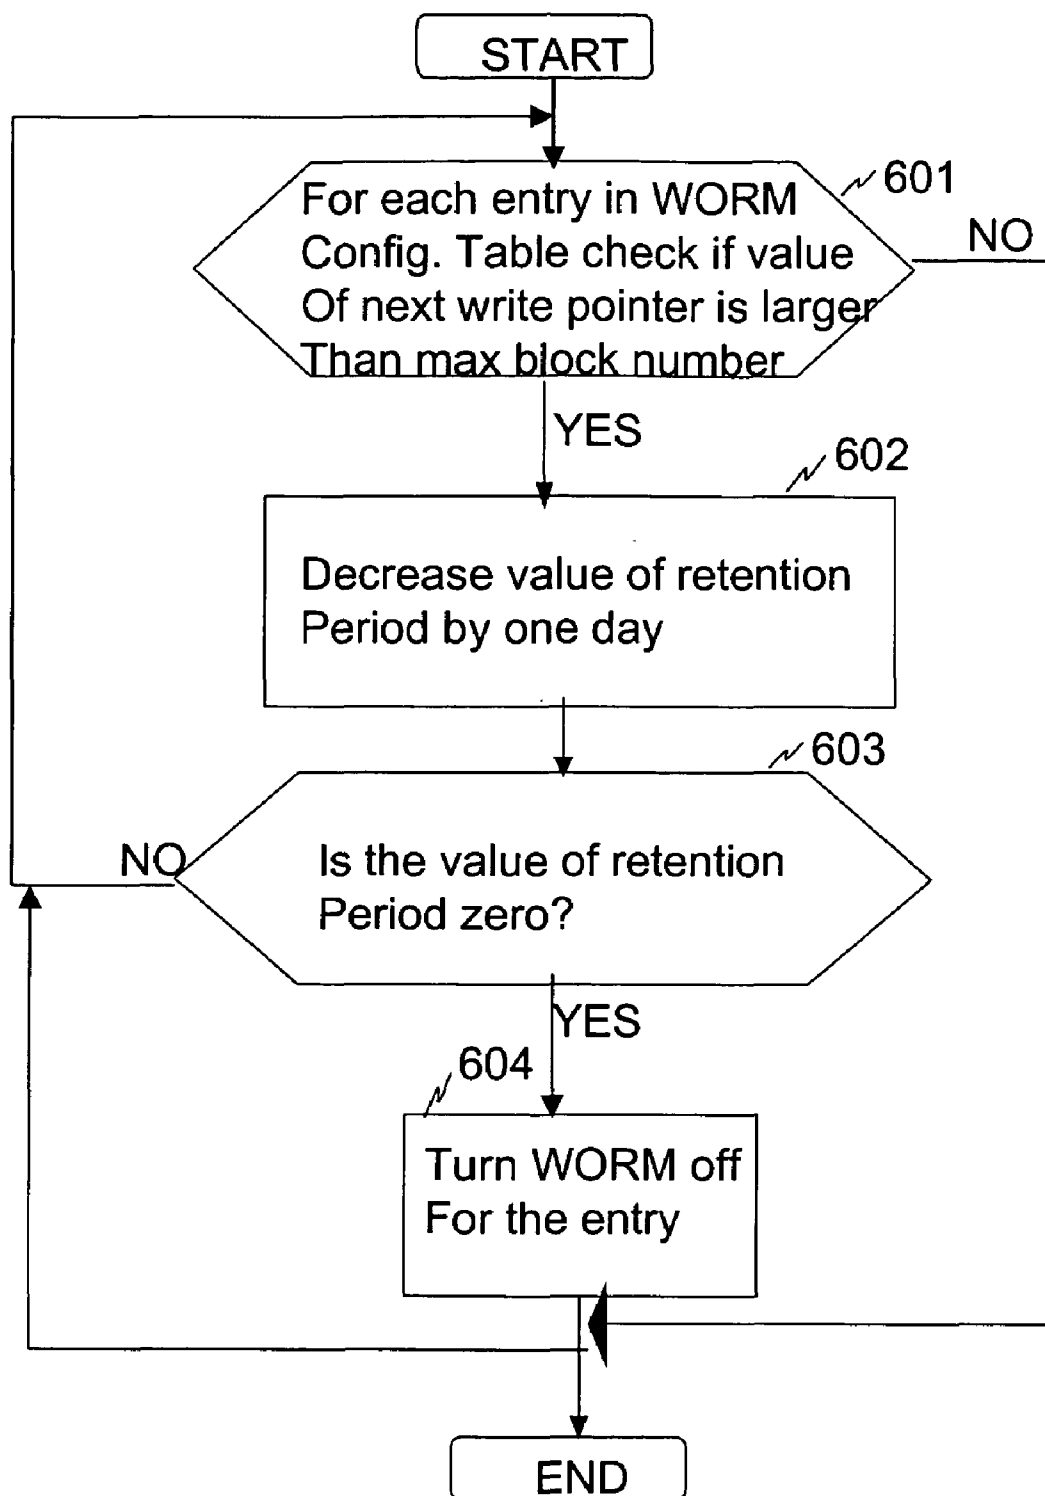 START
601
For each entry in WORM
Config. Table check if value
Of next write pointer is larger
Than max block number
NO
YES
602
Decrease value of retention
Period by one day
603
NO
Is the value of retention
Period zero?
YES
604
Turn WORM off
For the entry
END